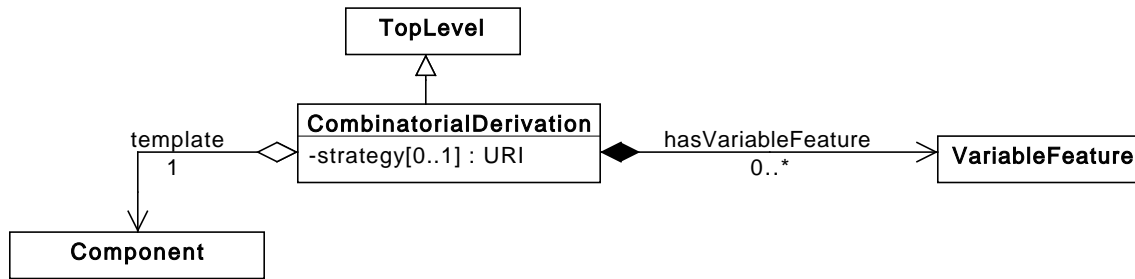 TopLevel
CombinatorialDerivation
-strategy[0..1] : URI
template
1
hasVariableFeature
0..*
VariableFeature
Component